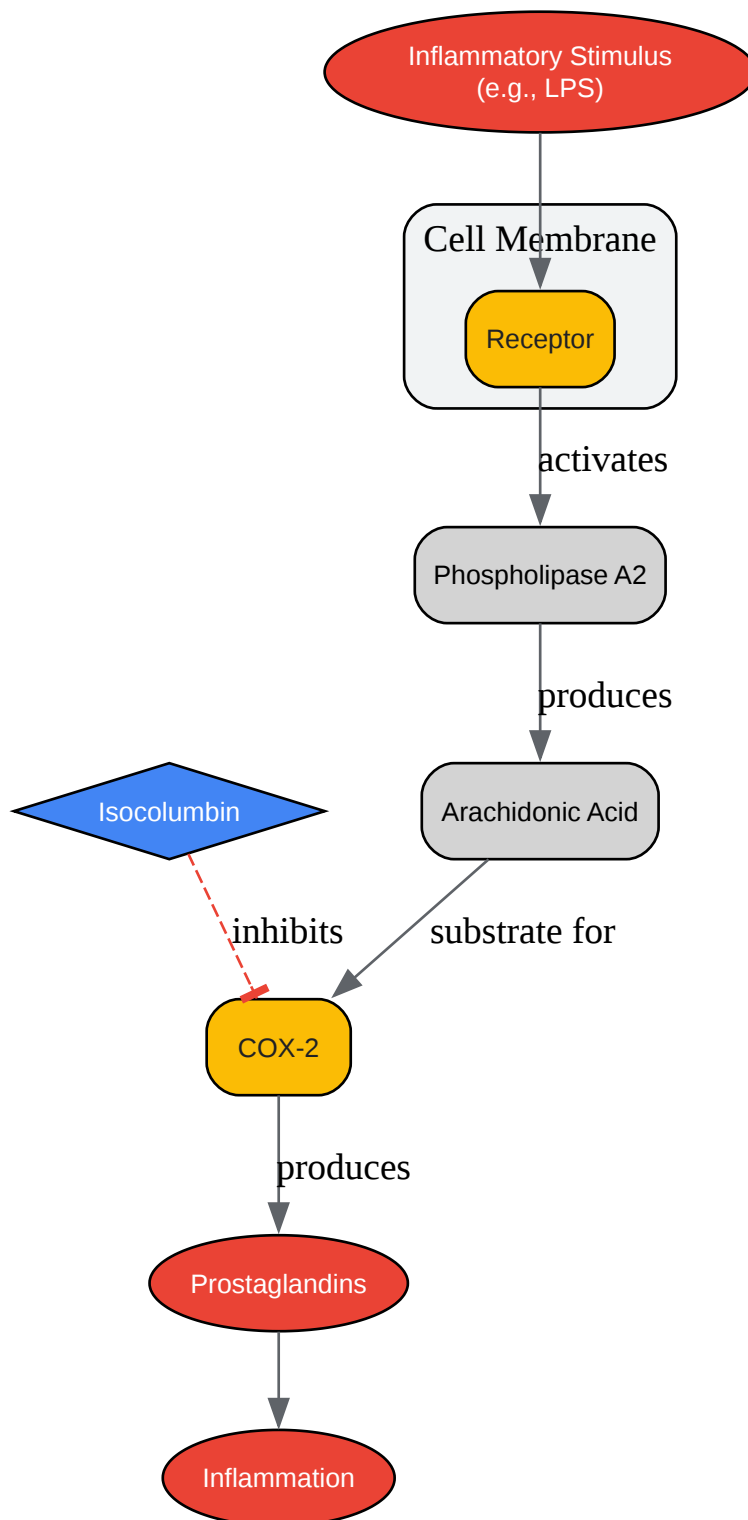 Inflammatory Stimulus
(e.g., LPS)
Cell Membrane
Receptor
activates
Phospholipase A2
produces
Isocolumbin
Arachidonic Acid
inhibits
substrate for
COX-2
produces
Prostaglandins
Inflammation